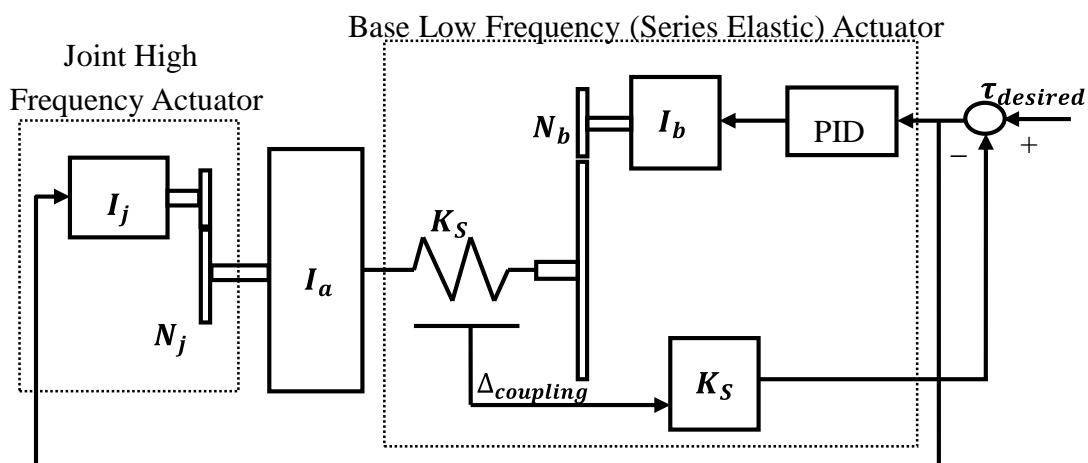 Base Low Frequency (Series Elastic) Actuator
Joint High
Frequency Actuator
τ_desired
N_b
I_b
PID
−
+
I_j
K_S
I_a
N_j
Δ_coupling
K_S